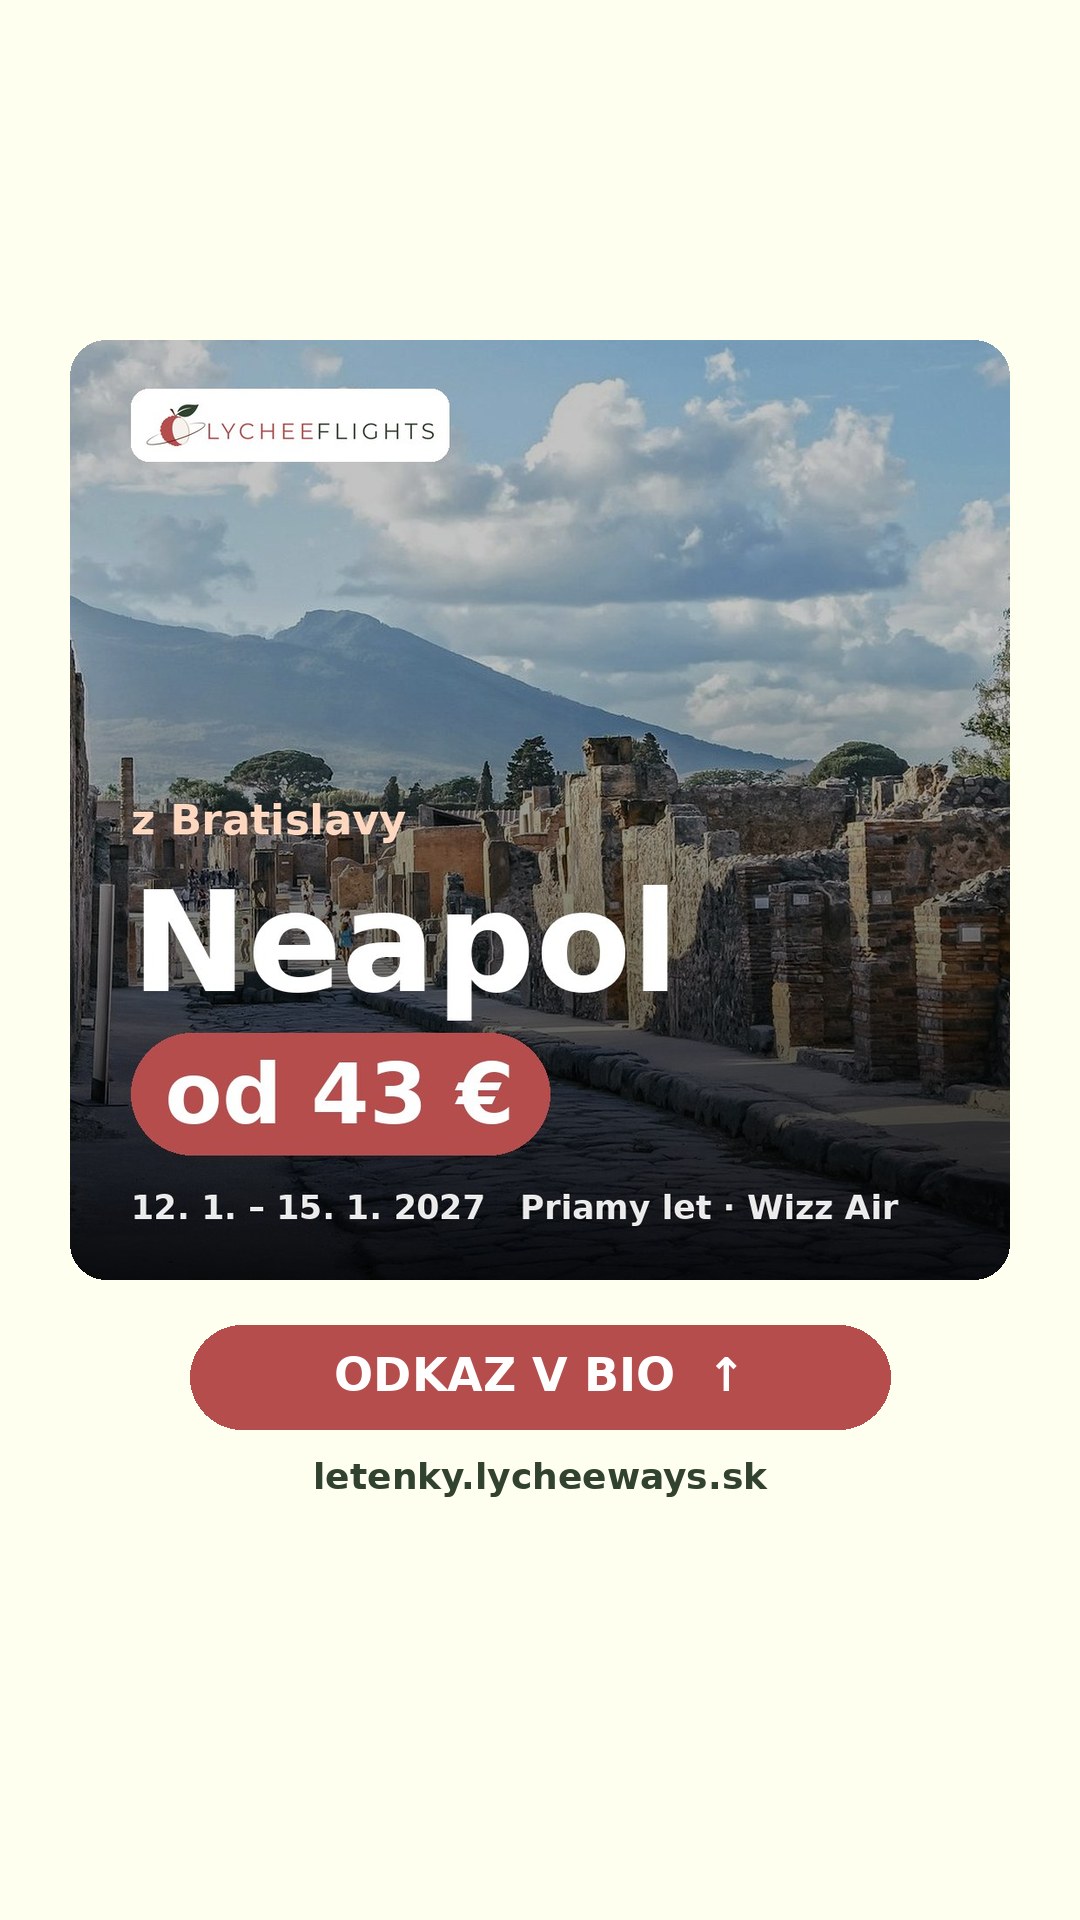 LYCHEEFLIGHTS
z Bratislavy
Neapol
od 43 €
12. 1. – 15. 1. 2027 Priamy let · Wizz Air
ODKAZ V BIO ↑
letenky.lycheeways.sk